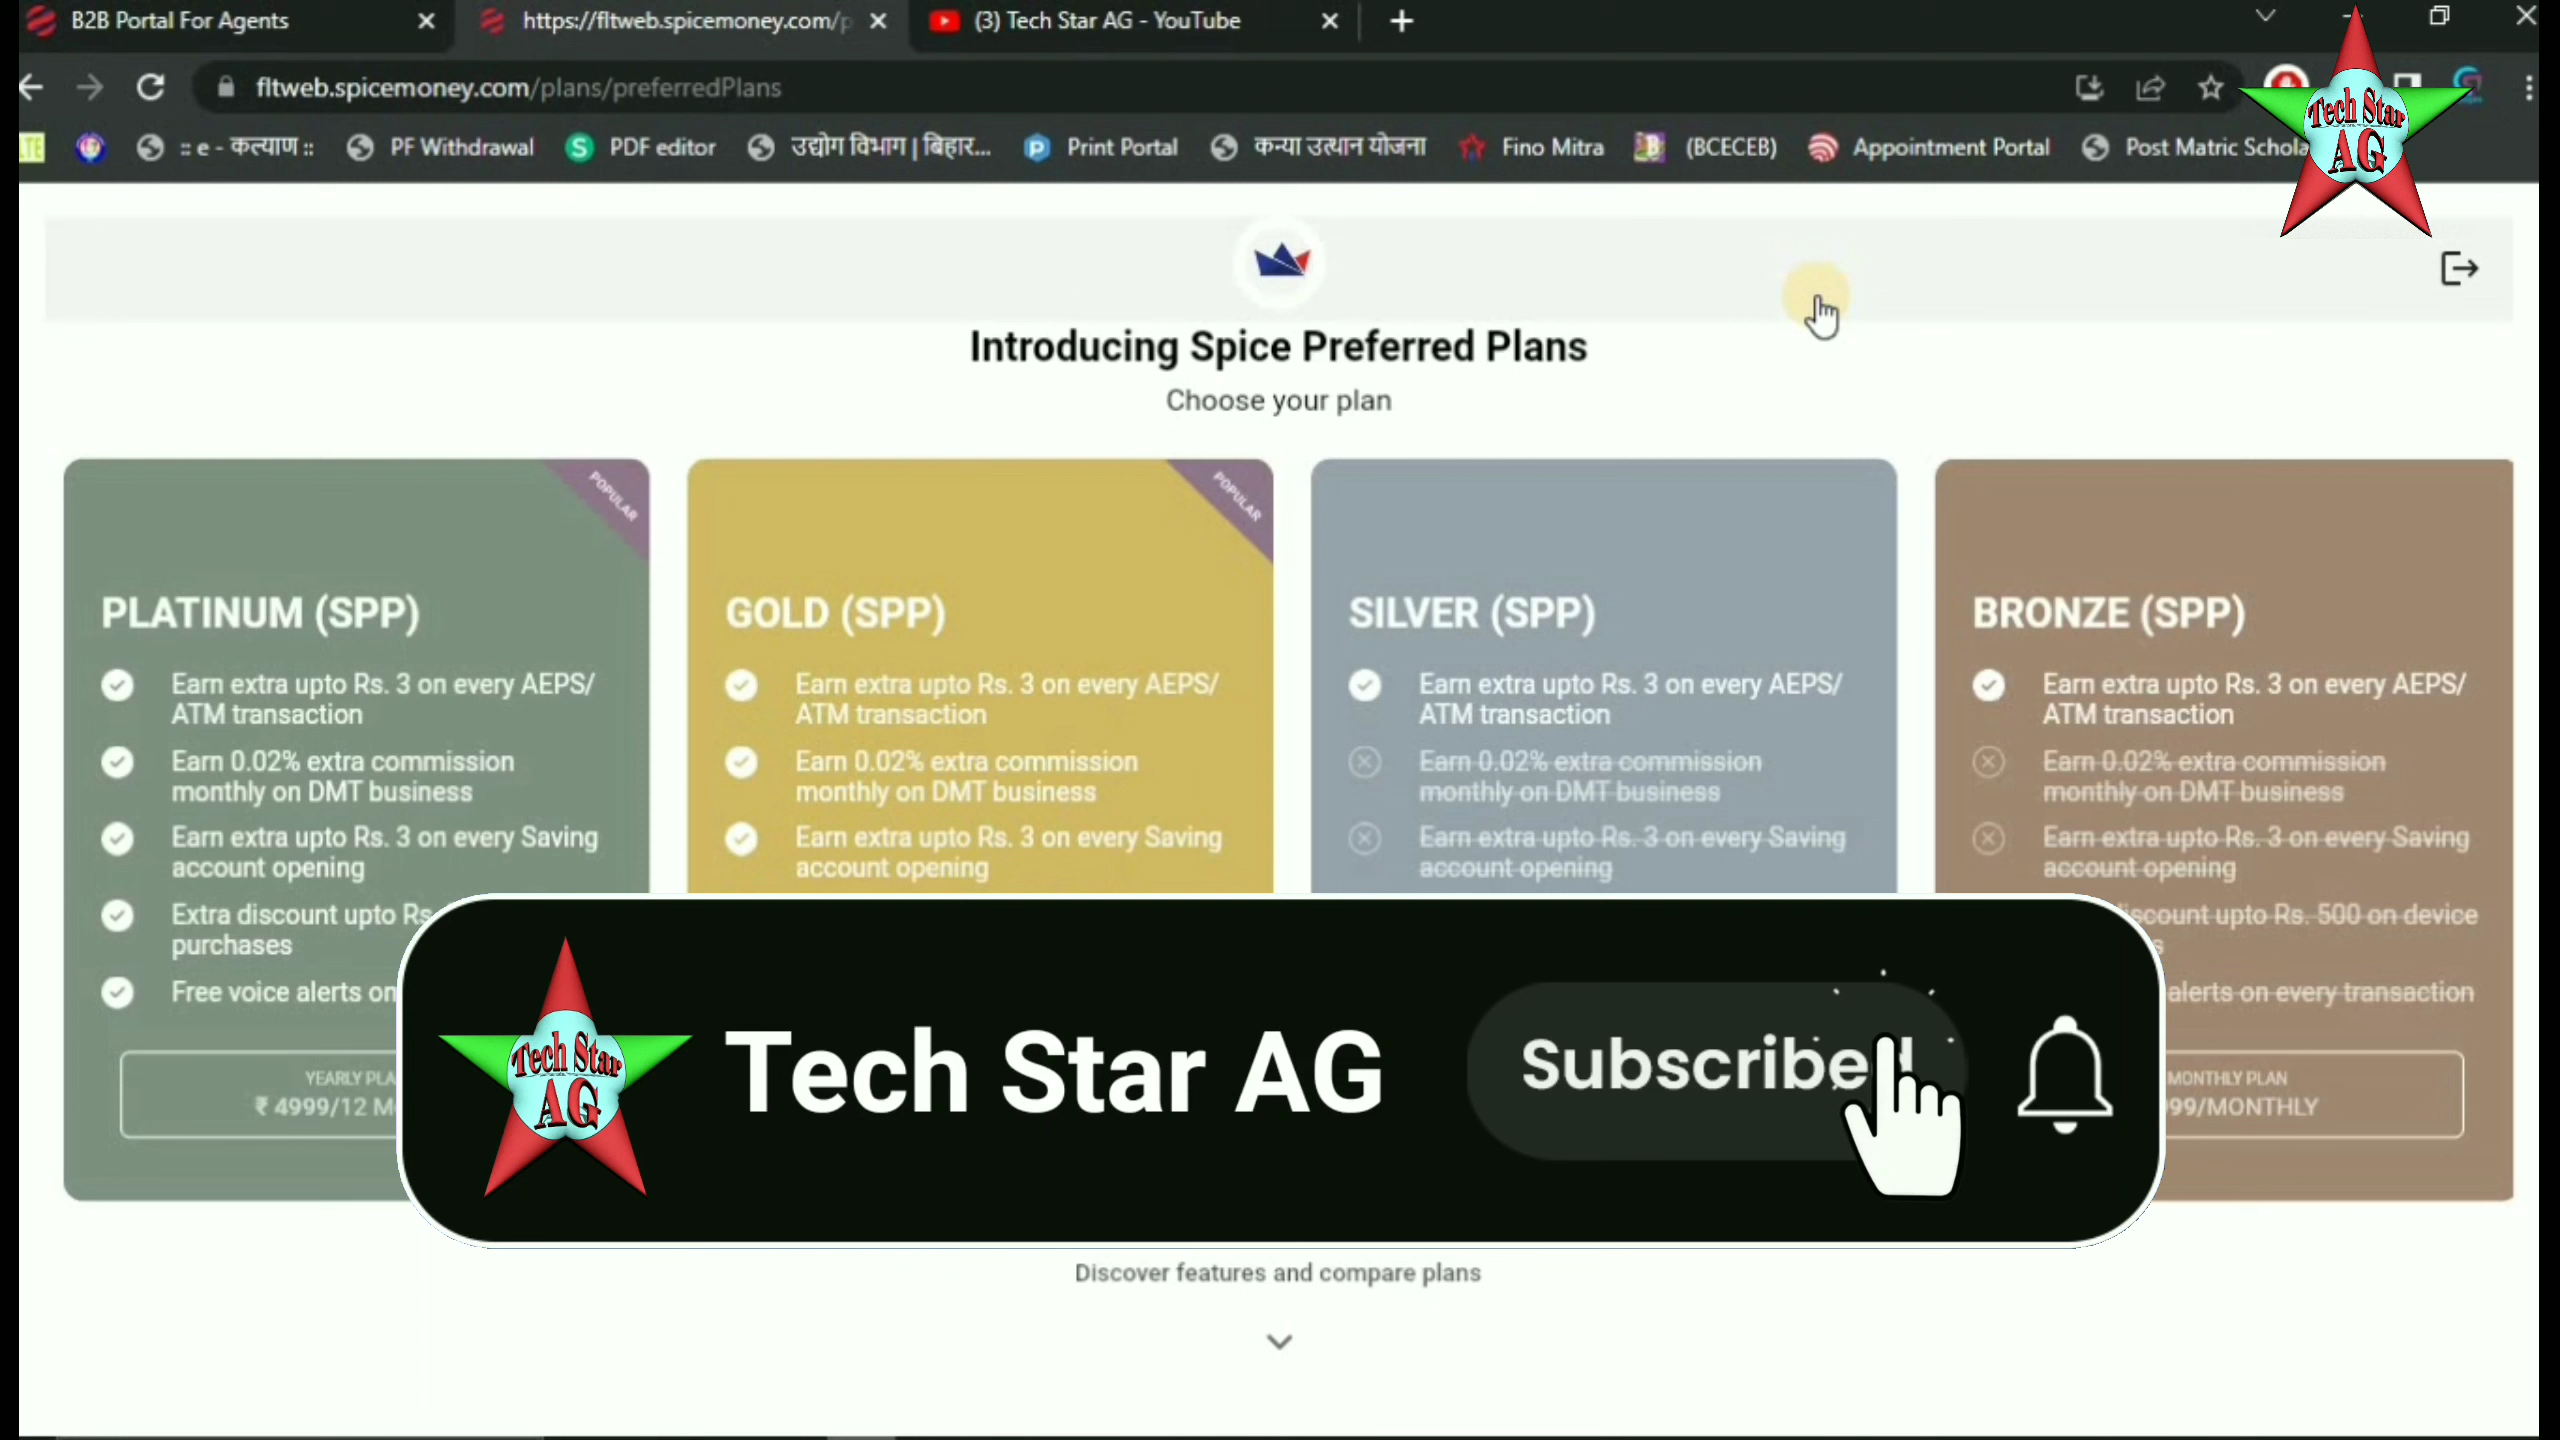 B2B Portal For Agents
https://fltweb.spicemoney.com/p
(3) Tech Star AG - YouTube
fltweb.spicemoney.com/plans/preferredPlans
LTE
:: e - कल्याण ::
PF Withdrawal
PDF editor
उद्योग विभाग | बिहार...
Print Portal
कन्या उत्थान योजना
Fino Mitra
(BCECEB)
Appointment Portal
Post Matric Schola
Tech Star
AG
Introducing Spice Preferred Plans
Choose your plan
POPULAR
PLATINUM (SPP)
Earn extra upto Rs. 3 on every AEPS/
ATM transaction
Earn 0.02% extra commission
monthly on DMT business
Earn extra upto Rs. 3 on every Saving
account opening
Extra discount upto Rs
purchases
Free voice alerts on
YEARLY PLA
₹ 4999/12 M
POPULAR
GOLD (SPP)
Earn extra upto Rs. 3 on every AEPS/
ATM transaction
Earn 0.02% extra commission
monthly on DMT business
Earn extra upto Rs. 3 on every Saving
account opening
SILVER (SPP)
Earn extra upto Rs. 3 on every AEPS/
ATM transaction
Earn 0.02% extra commission
monthly on DMT business
Earn extra upto Rs. 3 on every Saving
account opening
BRONZE (SPP)
Earn extra upto Rs. 3 on every AEPS/
ATM transaction
Earn 0.02% extra commission
monthly on DMT business
Earn extra upto Rs. 3 on every Saving
account opening
scount upto Rs. 500 on device
s
alerts on every transaction
MONTHLY PLAN
99/MONTHLY
Tech Star
AG
Tech Star AG
Subscribed
Discover features and compare plans